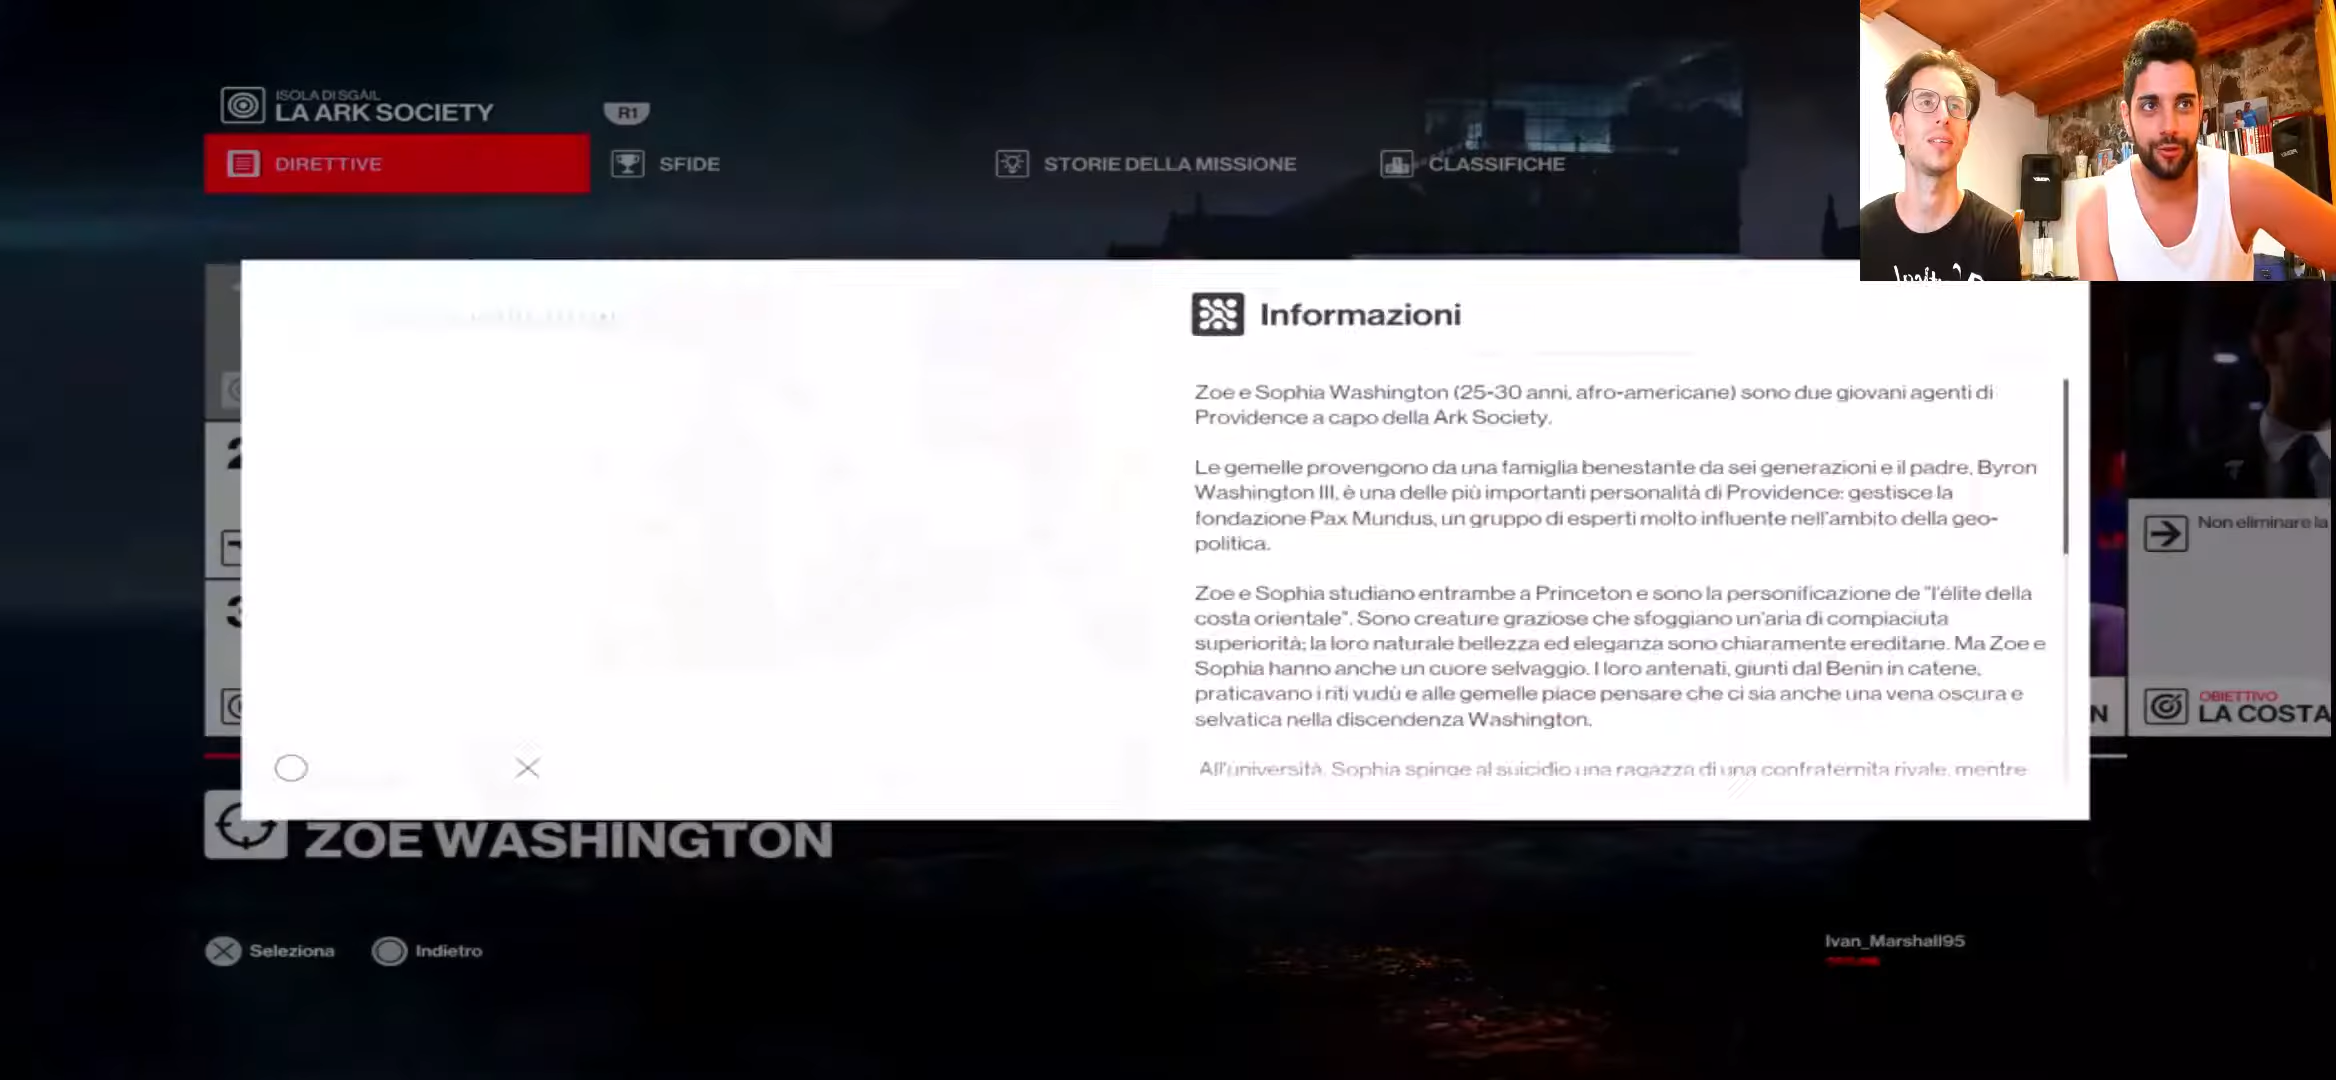 ISOLA DI SGÀIL
LA ARK SOCIETY
R1
DIRETTIVE
SFIDE
STORIE DELLA MISSIONE
CLASSIFICHE
Informazioni
Zoe e Sophia Washington (25-30 anni, afro-americane) sono due giovani agenti di
Providence a capo della Ark Society.
Le gemelle provengono da una famiglia benestante da sei generazioni e il padre, Byron
Washington III, è una delle più importanti personalità di Providence: gestisce la
fondazione Pax Mundus, un gruppo di esperti molto influente nell'ambito della geo-
politica.
Zoe e Sophia studiano entrambe a Princeton e sono la personificazione de "l'élite della
costa orientale". Sono creature graziose che sfoggiano un'aria di compiaciuta
superiorità; la loro naturale bellezza ed eleganza sono chiaramente ereditarie. Ma Zoe e
Sophia hanno anche un cuore selvaggio. I loro antenati, giunti dal Benin in catene,
praticavano i riti vudù e alle gemelle piace pensare che ci sia anche una vena oscura e
selvatica nella discendenza Washington.
All'università, Sophia spinge al suicidio una ragazza di una confraternita rivale, mentre
2
3
Non eliminare la
N
OBIETTIVO
LA COSTA
ZOE WASHINGTON
Seleziona
Indietro
Ivan_Marshall95